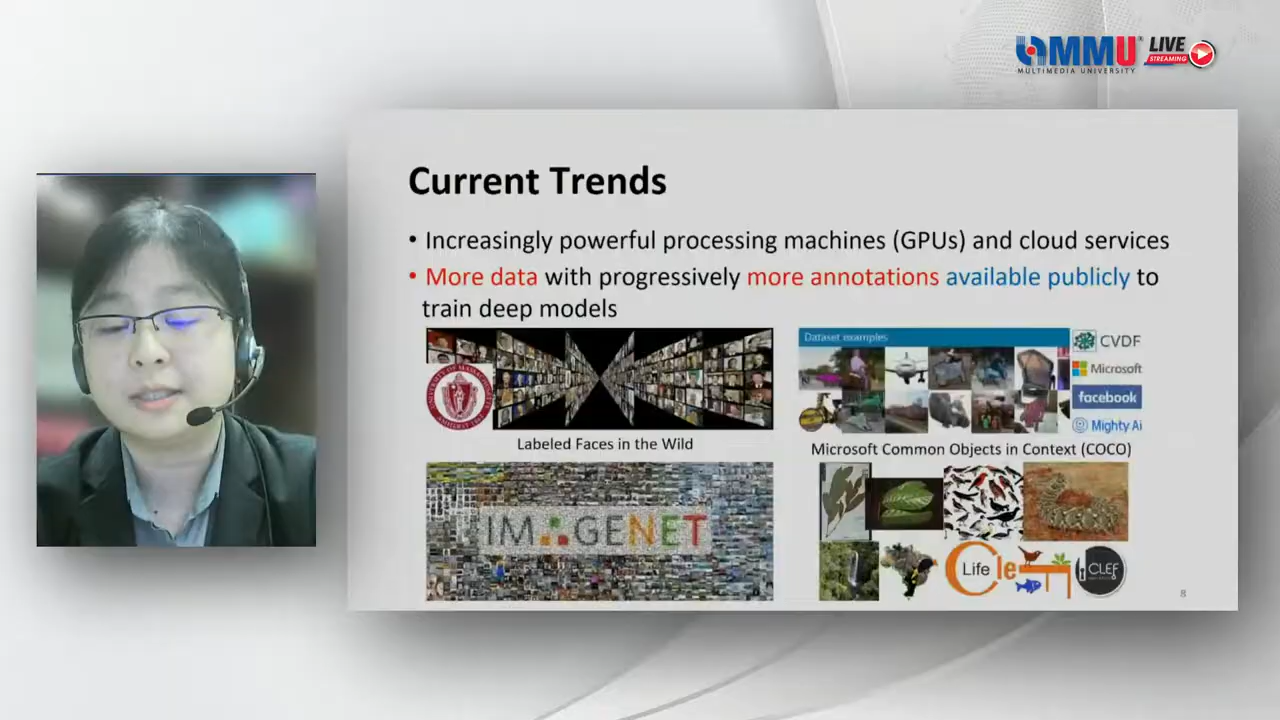 MMU LIVE
STREAMING
MULTIMEDIA UNIVERSITY
Current Trends
• Increasingly powerful processing machines (GPUs) and cloud services
• More data with progressively more annotations available publicly to
train deep models
Dataset examples
CVDF
Microsoft
facebook
Mighty Ai
Labeled Faces in the Wild
Microsoft Common Objects in Context (COCO)
IMAGENET
Life Cle
CLEF
8